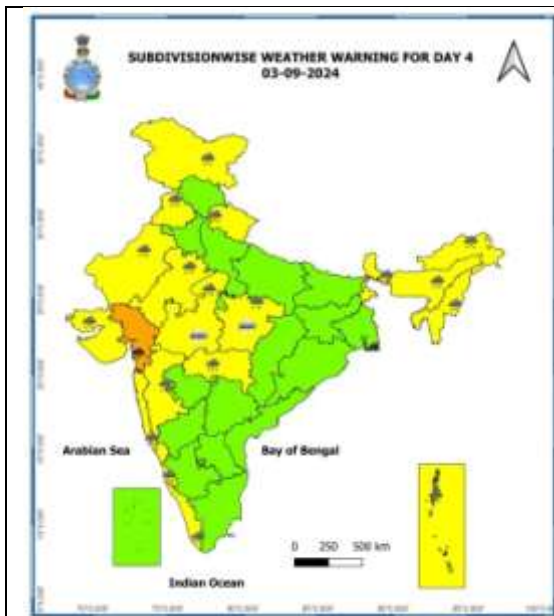 SUBDIVISIONWISE WEATHER WARNING FOR DAY 4
03-09-2024
Arabian Sea
Bay of Bengal
0 250 500 km
Indian Ocean